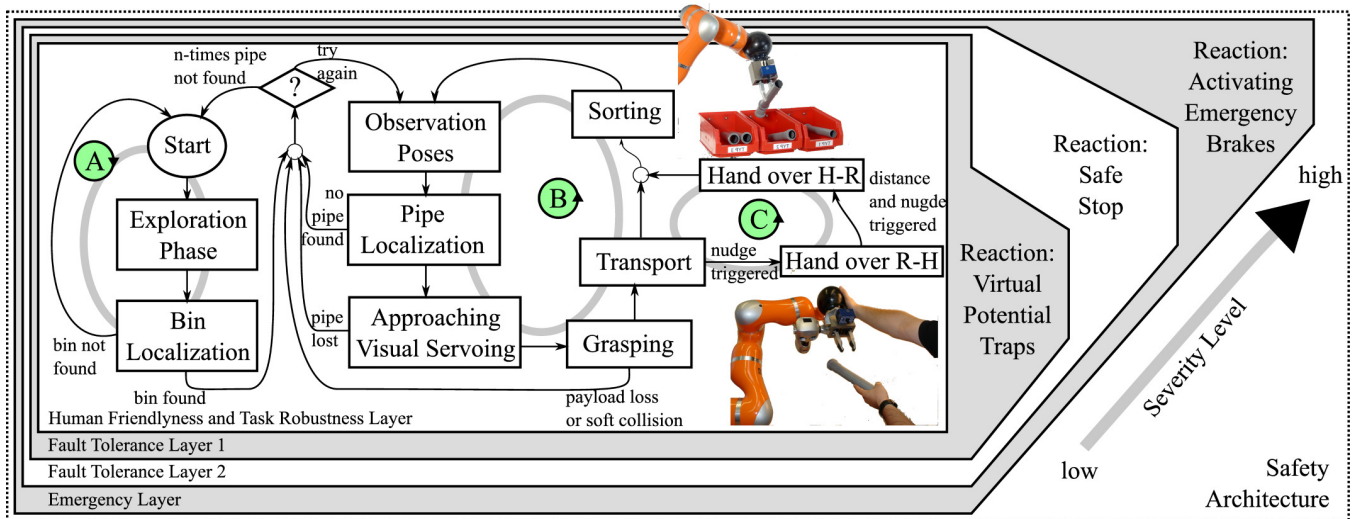 n-times pipe
not found
try
again
?
A
Start
Exploration
Phase
Bin
Localization
bin not
found
bin found
no
pipe
found
pipe
lost
Observation
Poses
Pipe
Localization
Approaching
Visual Servoing
B
Sorting
Transport
Grasping
payload loss
or soft collision
nudge
triggered
C
Hand over H-R
distance
and nugde
triggered
Hand over R-H
Human Friendlyness and Task Robustness Layer
Fault Tolerance Layer 1
Fault Tolerance Layer 2
Emergency Layer
Reaction:
Virtual
Potential
Traps
Reaction:
Safe
Stop
Reaction:
Activating
Emergency
Brakes
high
Severity Level
low
Safety
Architecture